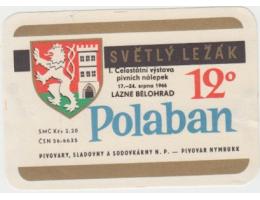 SVĚTLÝ LEŽÁK
I. Celostátní výstava
pivních nálepek
17.—24. srpna 1966
LÁZNE BĚLOHRAD
12°
Polaban
SMC Kčs 2.20
ČSN 56-6635
PIVOVARY, SLADOVNY A SODOVKÁRNY N. P. — PIVOVAR NYMBURK